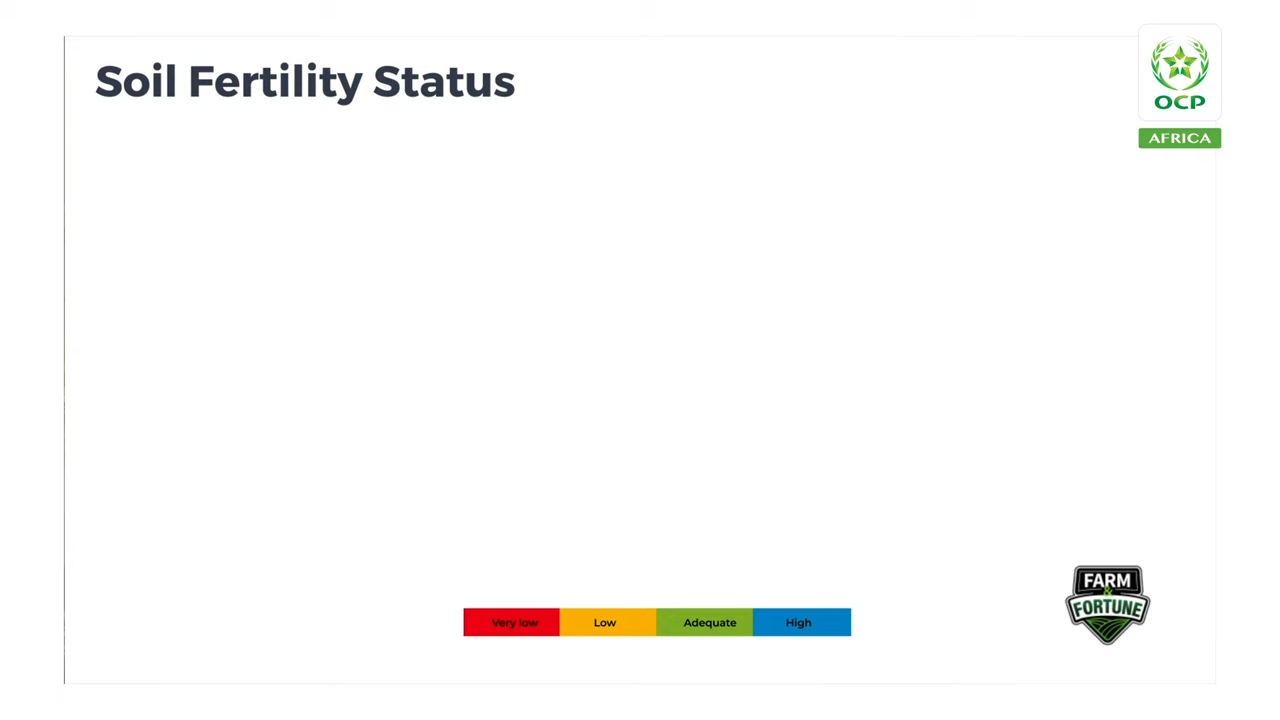 Soil Fertility Status
OCP
AFRICA
FARM
&
FORTUNE
Very low
Low
Adequate
High